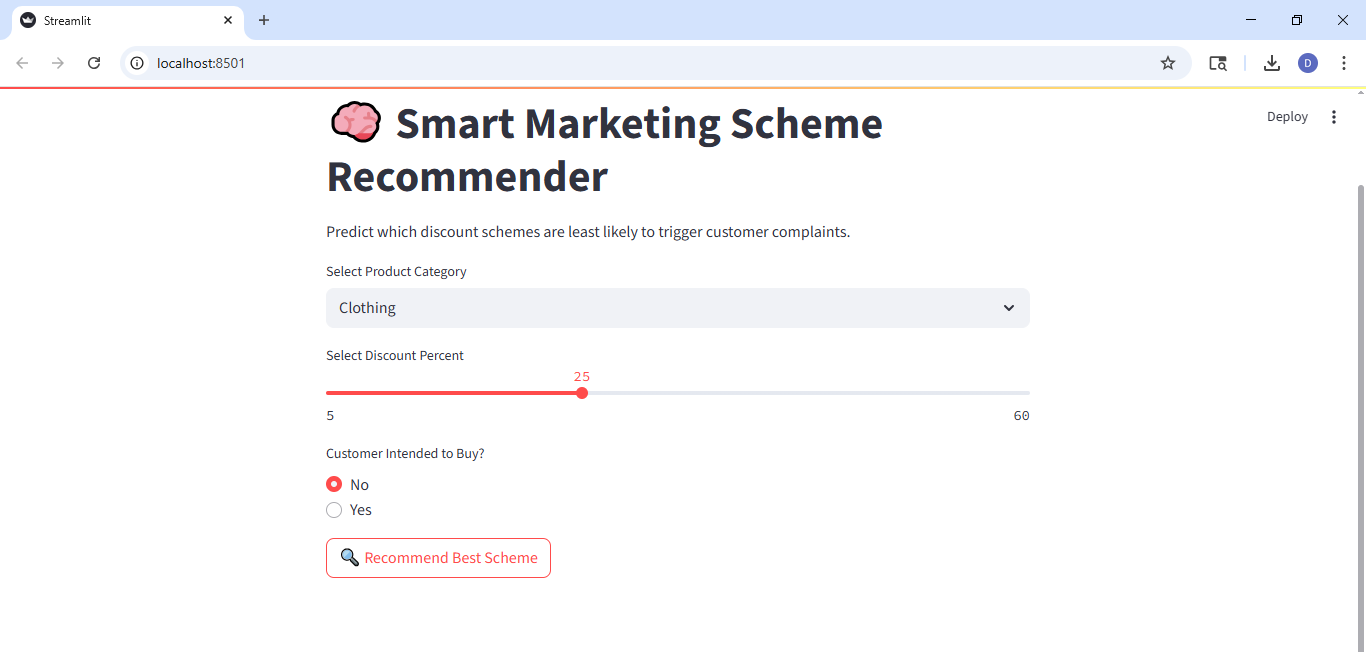 Streamlit
localhost:8501
D
Deploy
Smart Marketing Scheme
Recommender
Predict which discount schemes are least likely to trigger customer complaints.
Select Product Category
Clothing
Select Discount Percent
25
5 60
Customer Intended to Buy?
No
Yes
Recommend Best Scheme